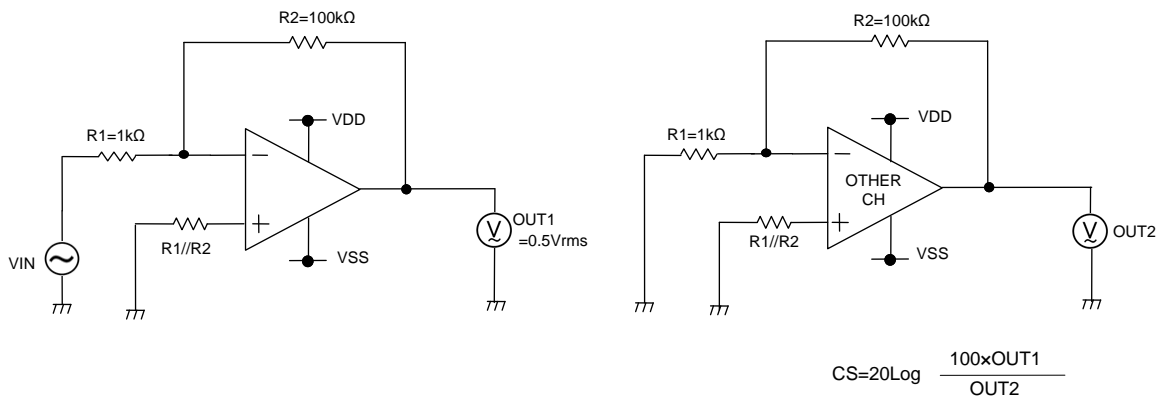 R2=100kΩ
VDD
R1=1kΩ
−
+
R1//R2
VSS
VIN
V
OUT1
=0.5Vrms
R2=100kΩ
VDD
R1=1kΩ
−
OTHER
CH
+
R1//R2
VSS
V
OUT2
CS=20Log 100×OUT1
OUT2